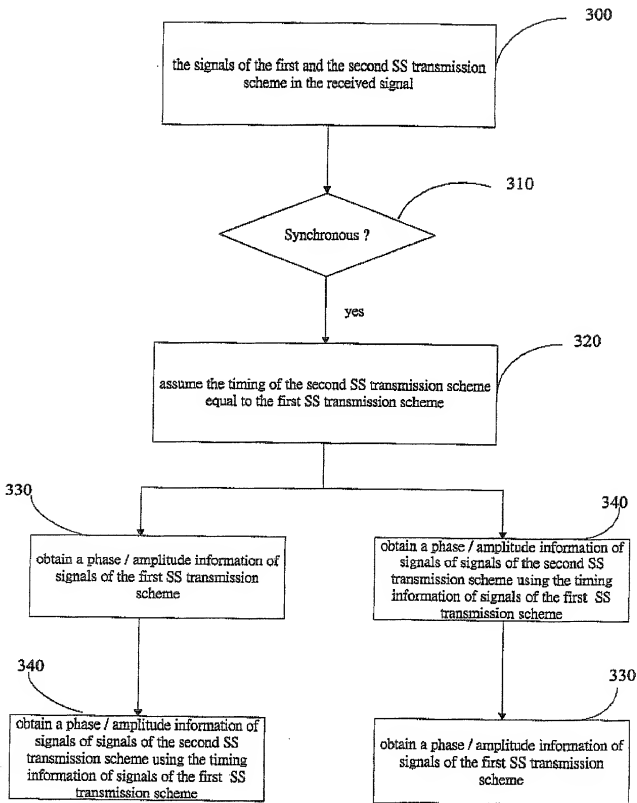 300
the signals of the first and the second SS transmission
scheme in the received signal
310
Synchronous ?
yes
320
assume the timing of the second SS transmission scheme
equal to the first SS transmission scheme
330
obtain a phase / amplitude information of
signals of the first SS transmission
scheme
340
obtain a phase / amplitude information of
signals of signals of the second SS
transmission scheme using the timing
information of signals of the first SS
transmission scheme
340
obtain a phase / amplitude information of
signals of signals of the second SS
transmission scheme using the timing
information of signals of the first SS
transmission scheme
330
obtain a phase / amplitude information of
signals of the first SS transmission
scheme